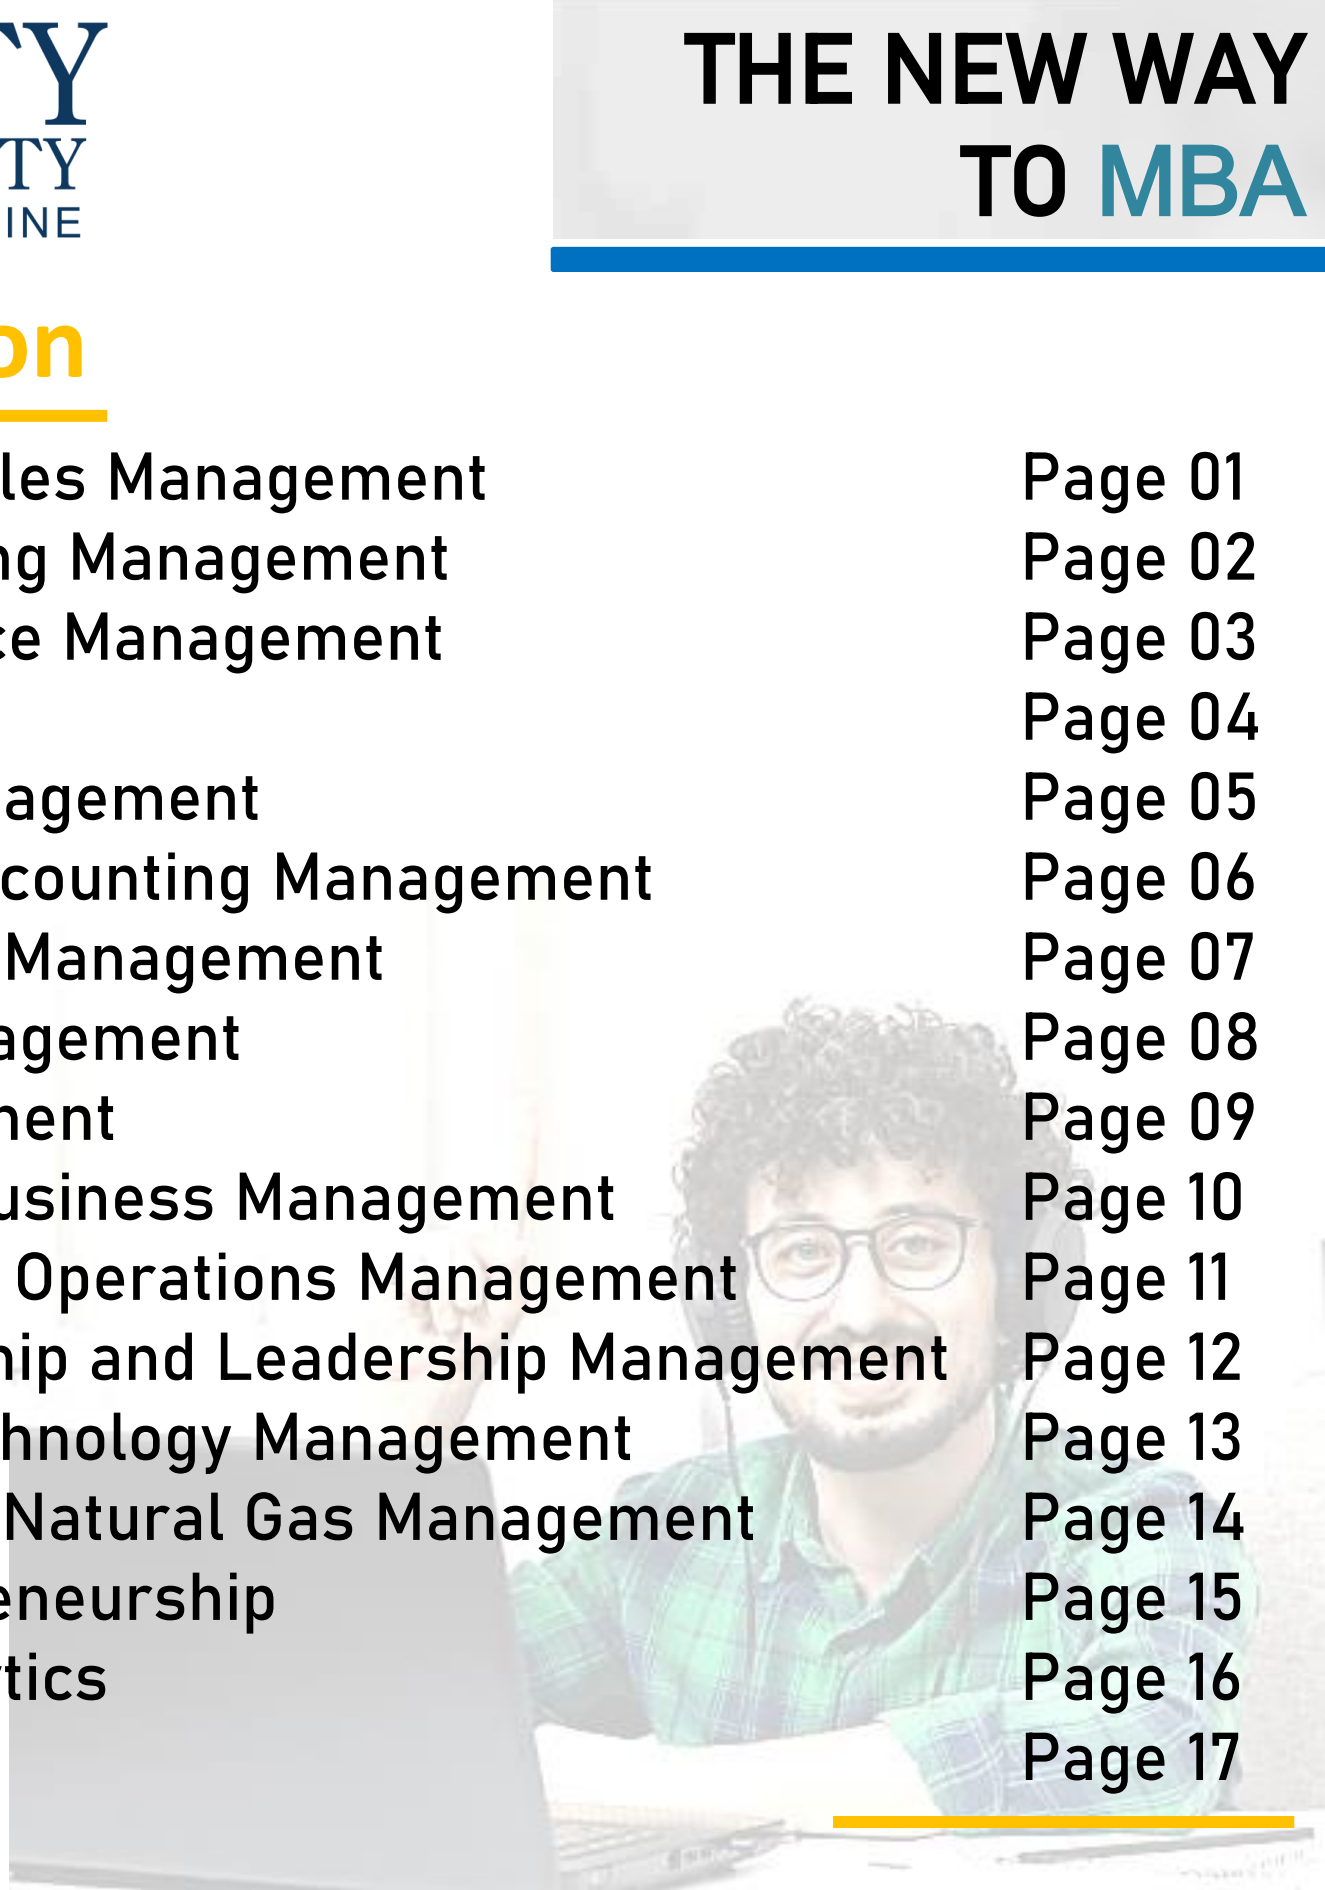 TY
TY
INE
THE NEW WAY
TO MBA
on
les Management Page 01
ng Management Page 02
ce Management Page 03
Page 04
agement Page 05
counting Management Page 06
Management Page 07
agement Page 08
ment Page 09
usiness Management Page 10
Operations Management Page 11
hip and Leadership Management Page 12
hnology Management Page 13
Natural Gas Management Page 14
eneurship Page 15
tics Page 16
Page 17